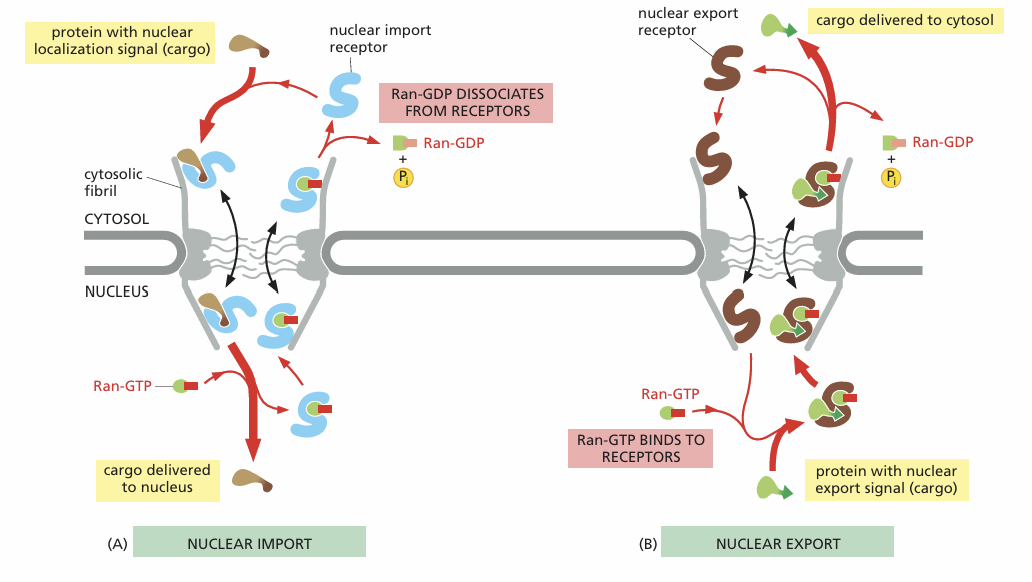 protein with nuclear
localization signal (cargo)
nuclear import
receptor
Ran-GDP DISSOCIATES
FROM RECEPTORS
Ran-GDP
+
Pi
cytosolic
fibril
CYTOSOL
NUCLEUS
Ran-GTP
cargo delivered
to nucleus
(A) NUCLEAR IMPORT
nuclear export
receptor
cargo delivered to cytosol
Ran-GDP
+
Pi
Ran-GTP
Ran-GTP BINDS TO
RECEPTORS
protein with nuclear
export signal (cargo)
(B) NUCLEAR EXPORT